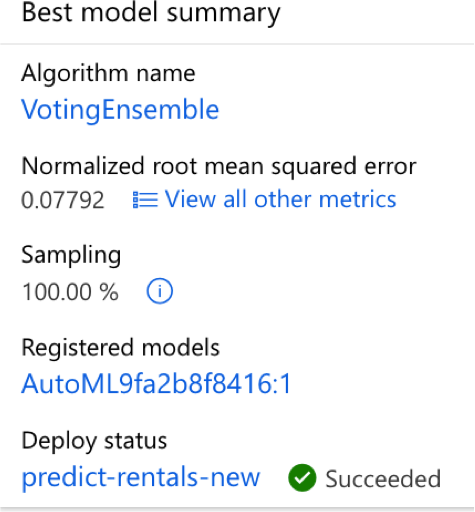 Best model summary
Algorithm name
VotingEnsemble
Normalized root mean squared error
0.07792 View all other metrics
Sampling
100.00 %
Registered models
AutoML9fa2b8f8416:1
Deploy status
predict-rentals-new Succeeded